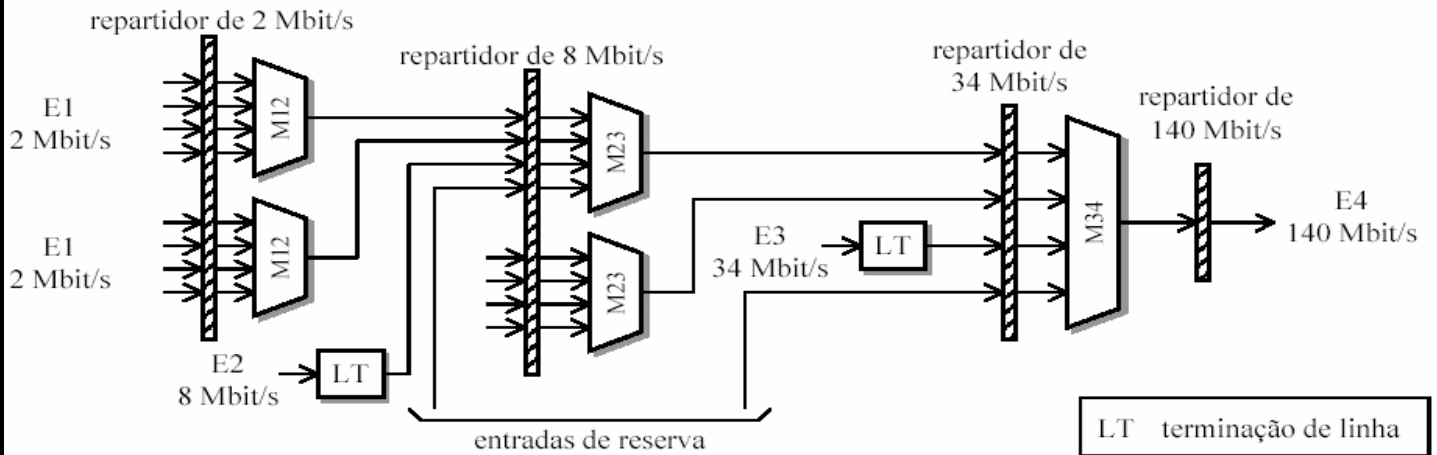 repartidor de 2 Mbit/s
repartidor de 8 Mbit/s
repartidor de
34 Mbit/s
repartidor de
140 Mbit/s
E1
2 Mbit/s
M12
M23
M34
E1
2 Mbit/s
M12
M23
E3
34 Mbit/s
LT
E4
140 Mbit/s
E2
8 Mbit/s
LT
entradas de reserva
LT terminação de linha